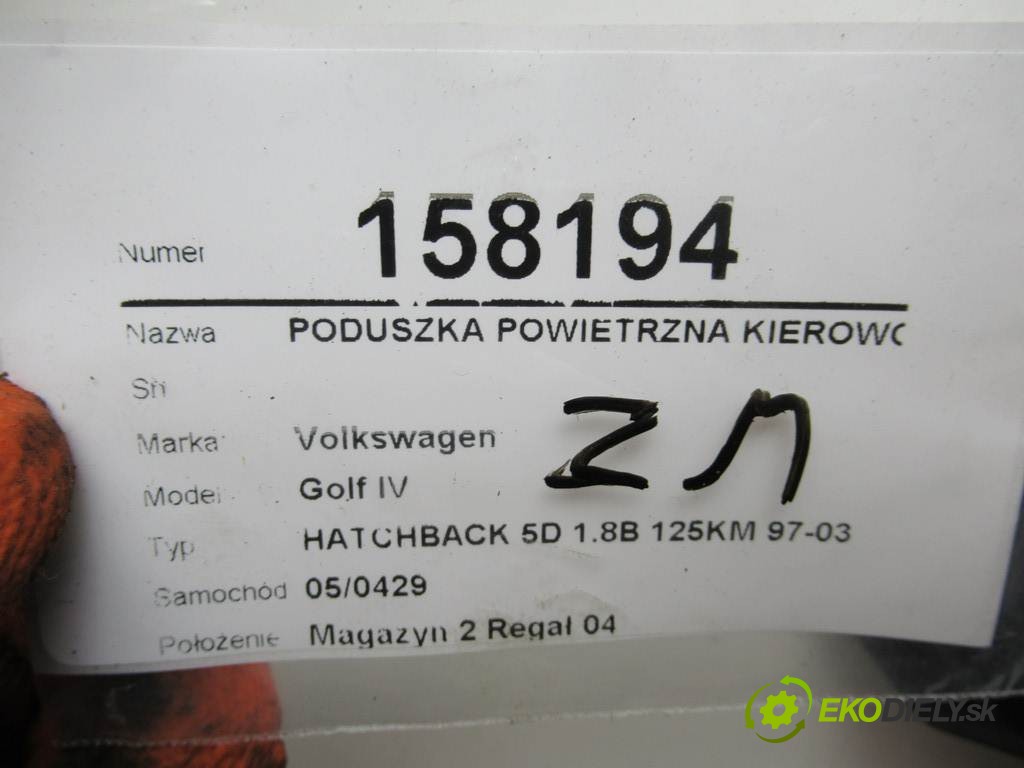 Numer 158194
Nazwa PODUSZKA POWIETRZNA KIEROWC
Sn
Marka Volkswagen
Model Golf IV
Typ HATCHBACK 5D 1.8B 125KM 97-03
Samochód 05/0429
Położenie Magazyn 2 Regał 04
EKODIELY.sk